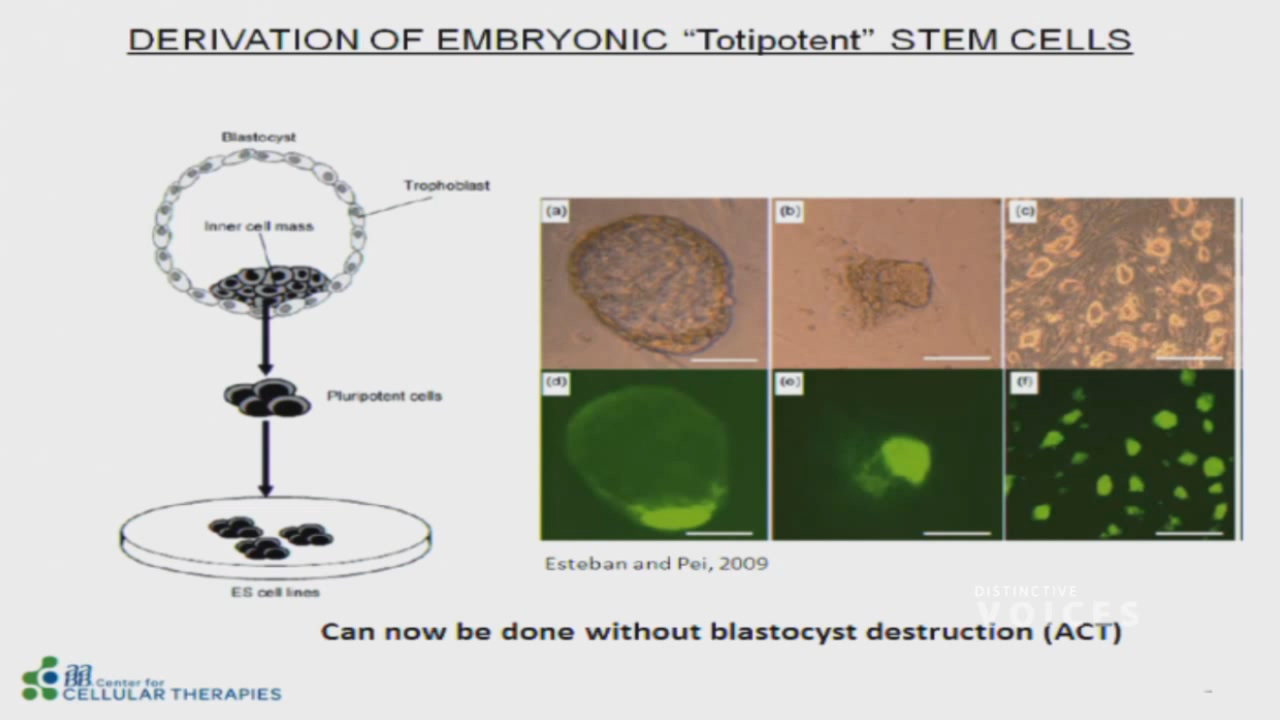 DERIVATION OF EMBRYONIC “Totipotent” STEM CELLS
Blastocyst
Trophoblast
Inner cell mass
Pluripotent cells
ES cell lines
(a)
(b)
(c)
(d)
(e)
(f)
Esteban and Pei, 2009
DISTINCTIVE
VOICES
Can now be done without blastocyst destruction (ACT)
Center for
CELLULAR THERAPIES